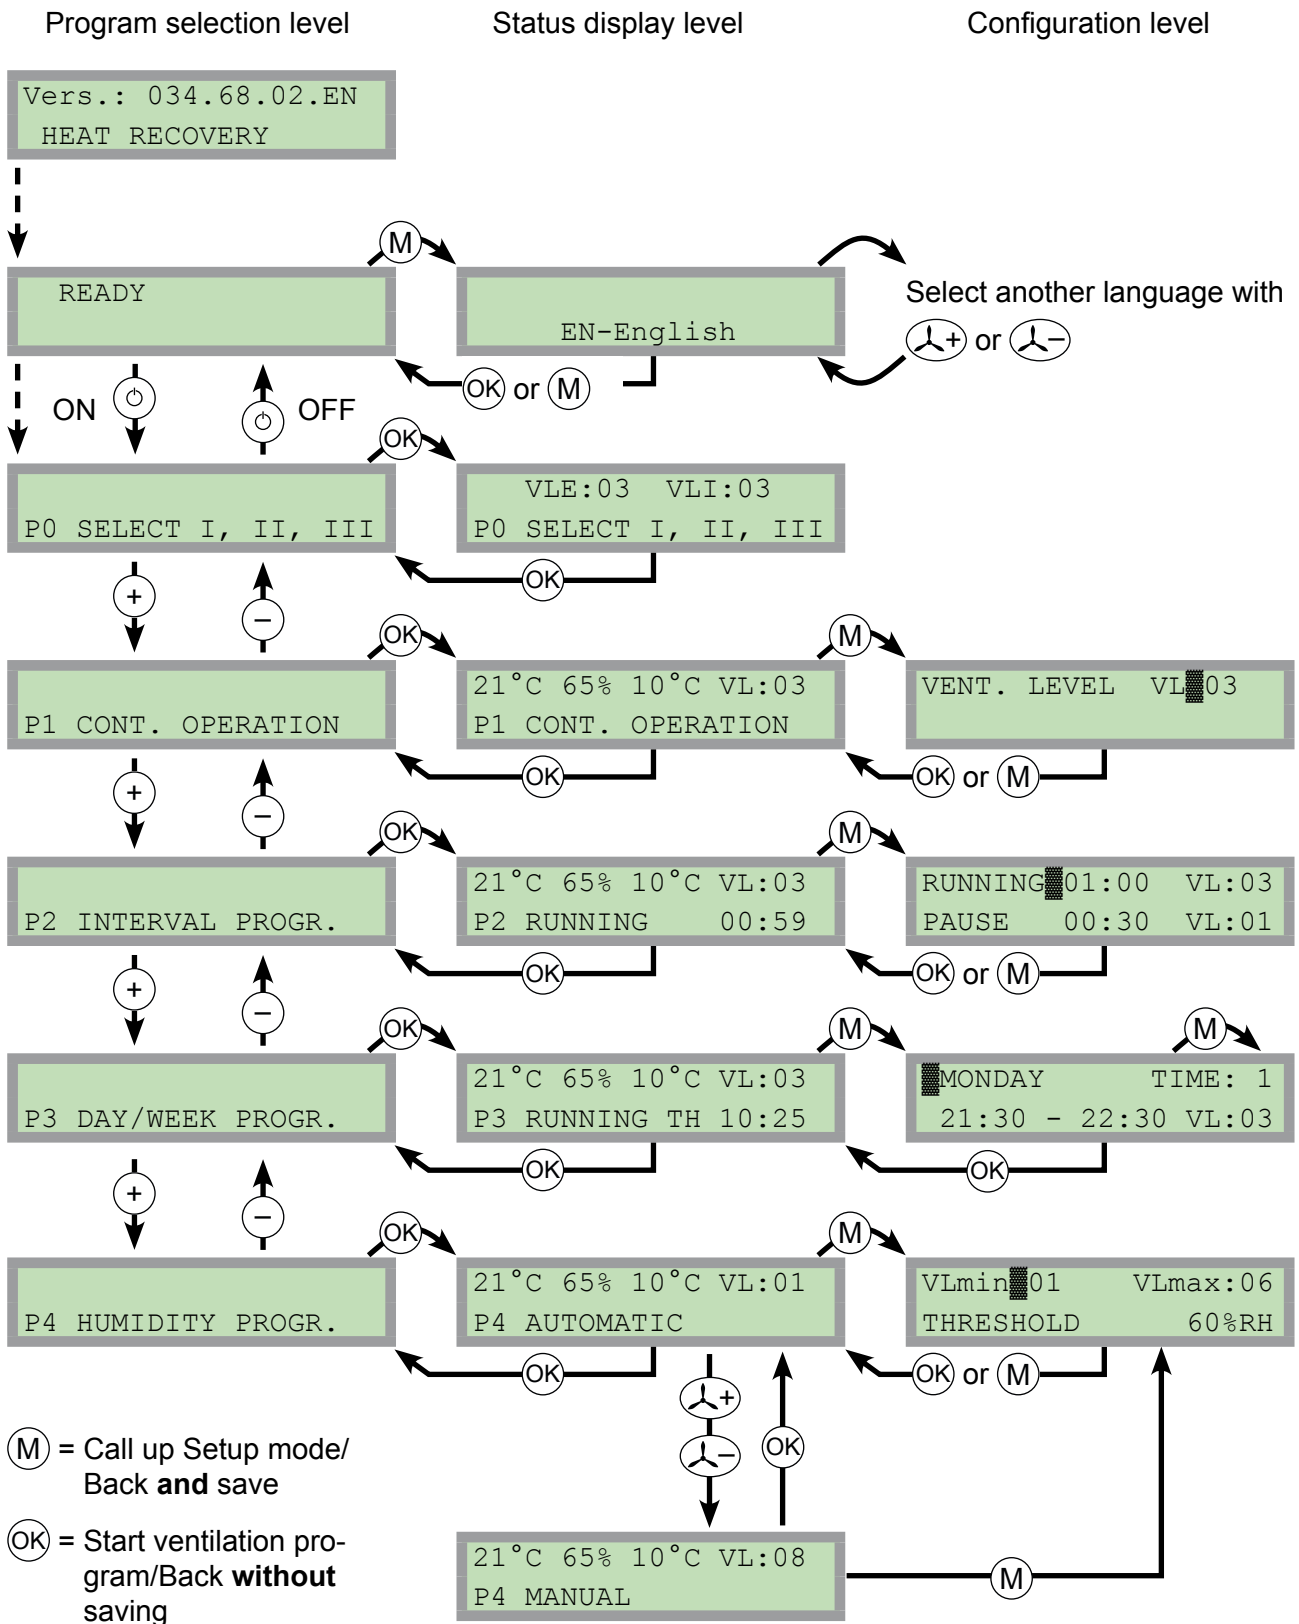 Program selection level Status display level Configuration level
Vers.: 034.68.02.EN
HEAT RECOVERY
M
READY
EN-English
Select another language with
+ or −
OK or M
ON OFF
OK
VLE:03 VLI:03
P0 SELECT I, II, III P0 SELECT I, II, III
OK
+ −
OK M
21°C 65% 10°C VL:03 VENT. LEVEL VL▓03
P1 CONT. OPERATION P1 CONT. OPERATION
OK OK or M
+ −
OK M
21°C 65% 10°C VL:03 RUNNING▓01:00 VL:03
P2 INTERVAL PROGR. P2 RUNNING 00:59 PAUSE 00:30 VL:01
OK OK or M
+ −
OK M M
21°C 65% 10°C VL:03 ▓MONDAY TIME: 1
P3 DAY/WEEK PROGR. P3 RUNNING TH 10:25 21:30 - 22:30 VL:03
OK OK
+ −
OK M
21°C 65% 10°C VL:01 VLmin▓01 VLmax:06
P4 HUMIDITY PROGR. P4 AUTOMATIC THRESHOLD 60%RH
OK OK or M
+
− OK
M = Call up Setup mode/
Back and save
OK = Start ventilation pro-
gram/Back without
saving
21°C 65% 10°C VL:08
P4 MANUAL
M